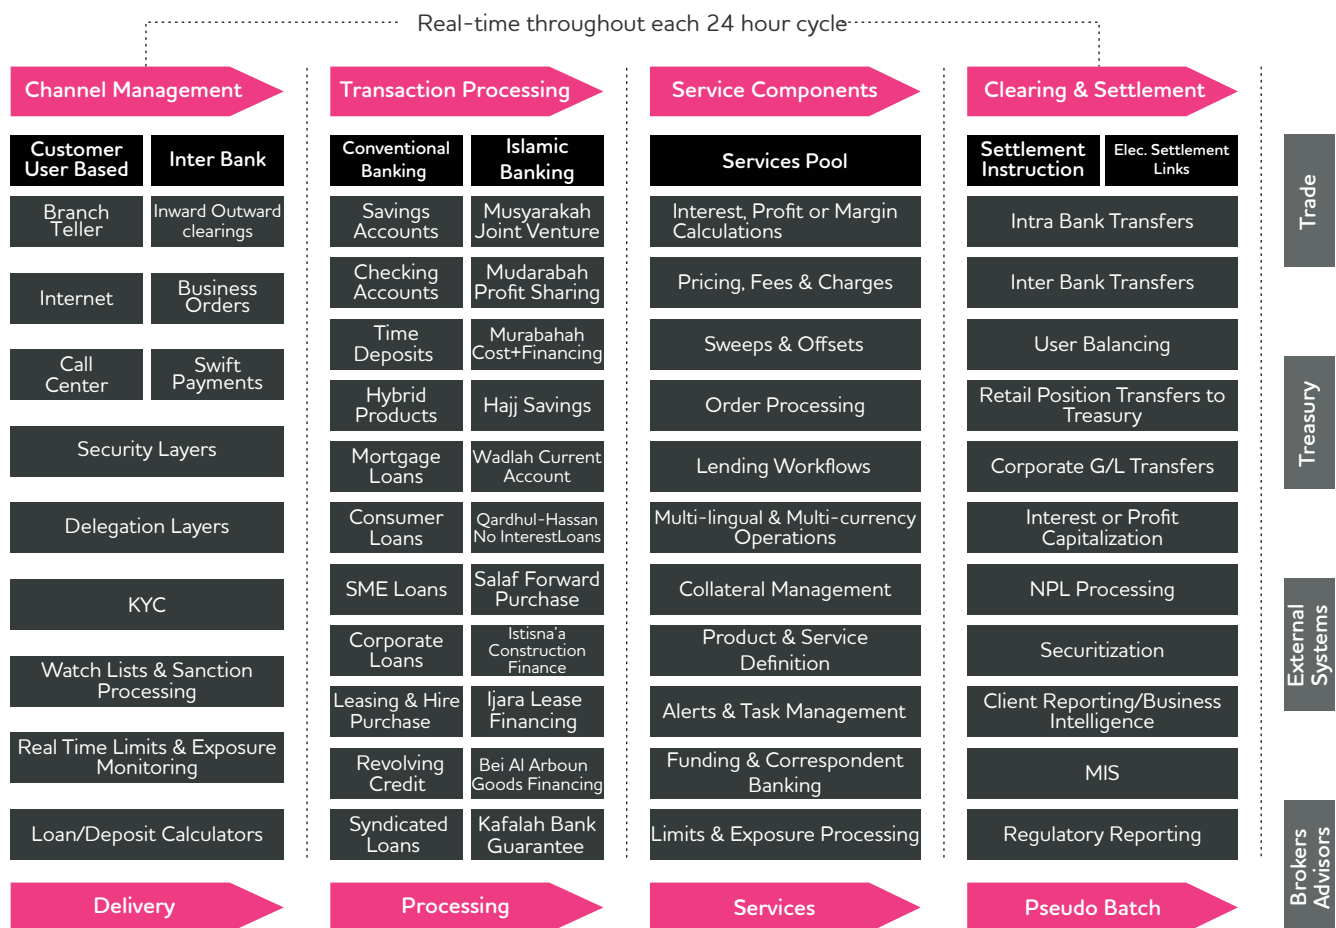 Real-time throughout each 24 hour cycle
Channel Management
Transaction Processing
Service Components
Clearing & Settlement
Customer
User Based
Inter Bank
Branch
Teller
Inward Outward
clearings
Internet
Business
Orders
Call
Center
Swift
Payments
Security Layers
Delegation Layers
KYC
Watch Lists & Sanction
Processing
Real Time Limits & Exposure
Monitoring
Loan/Deposit Calculators
Delivery
Conventional
Banking
Islamic
Banking
Savings
Accounts
Musyarakah
Joint Venture
Checking
Accounts
Mudarabah
Profit Sharing
Time
Deposits
Murabahah
Cost+Financing
Hybrid
Products
Hajj Savings
Mortgage
Loans
Wadlah Current
Account
Consumer
Loans
Qardhul-Hassan
No InterestLoans
SME Loans
Salaf Forward
Purchase
Corporate
Loans
Istisna'a
Construction
Finance
Leasing & Hire
Purchase
Ijara Lease
Financing
Revolving
Credit
Bei Al Arboun
Goods Financing
Syndicated
Loans
Kafalah Bank
Guarantee
Processing
Services Pool
Interest, Profit or Margin
Calculations
Pricing, Fees & Charges
Sweeps & Offsets
Order Processing
Lending Workflows
Multi-lingual & Multi-currency
Operations
Collateral Management
Product & Service
Definition
Alerts & Task Management
Funding & Correspondent
Banking
Limits & Exposure Processing
Services
Settlement
Instruction
Elec. Settlement
Links
Intra Bank Transfers
Inter Bank Transfers
User Balancing
Retail Position Transfers to
Treasury
Corporate G/L Transfers
Interest or Profit
Capitalization
NPL Processing
Securitization
Client Reporting/Business
Intelligence
MIS
Regulatory Reporting
Pseudo Batch
Trade
Treasury
External
Systems
Brokers
Advisors